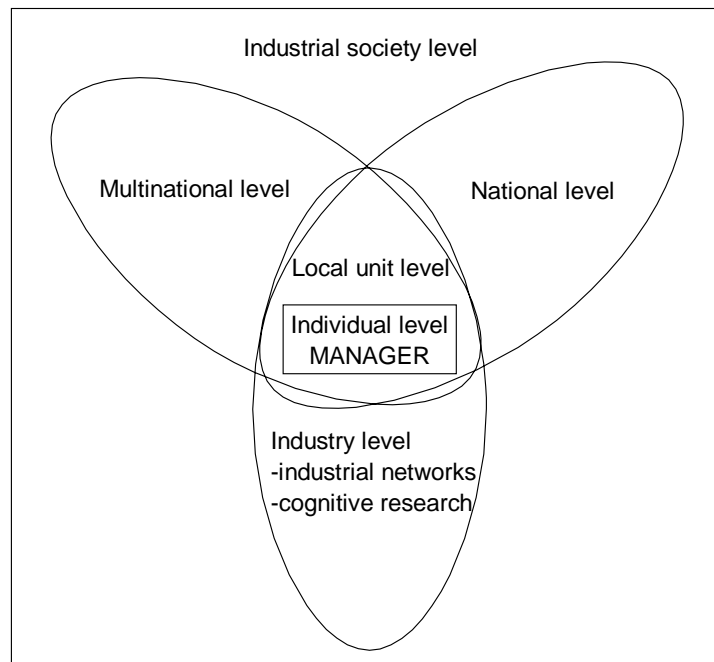 Industrial society level
Multinational level
National level
Local unit level
Individual level
MANAGER
Industry level
-industrial networks
-cognitive research